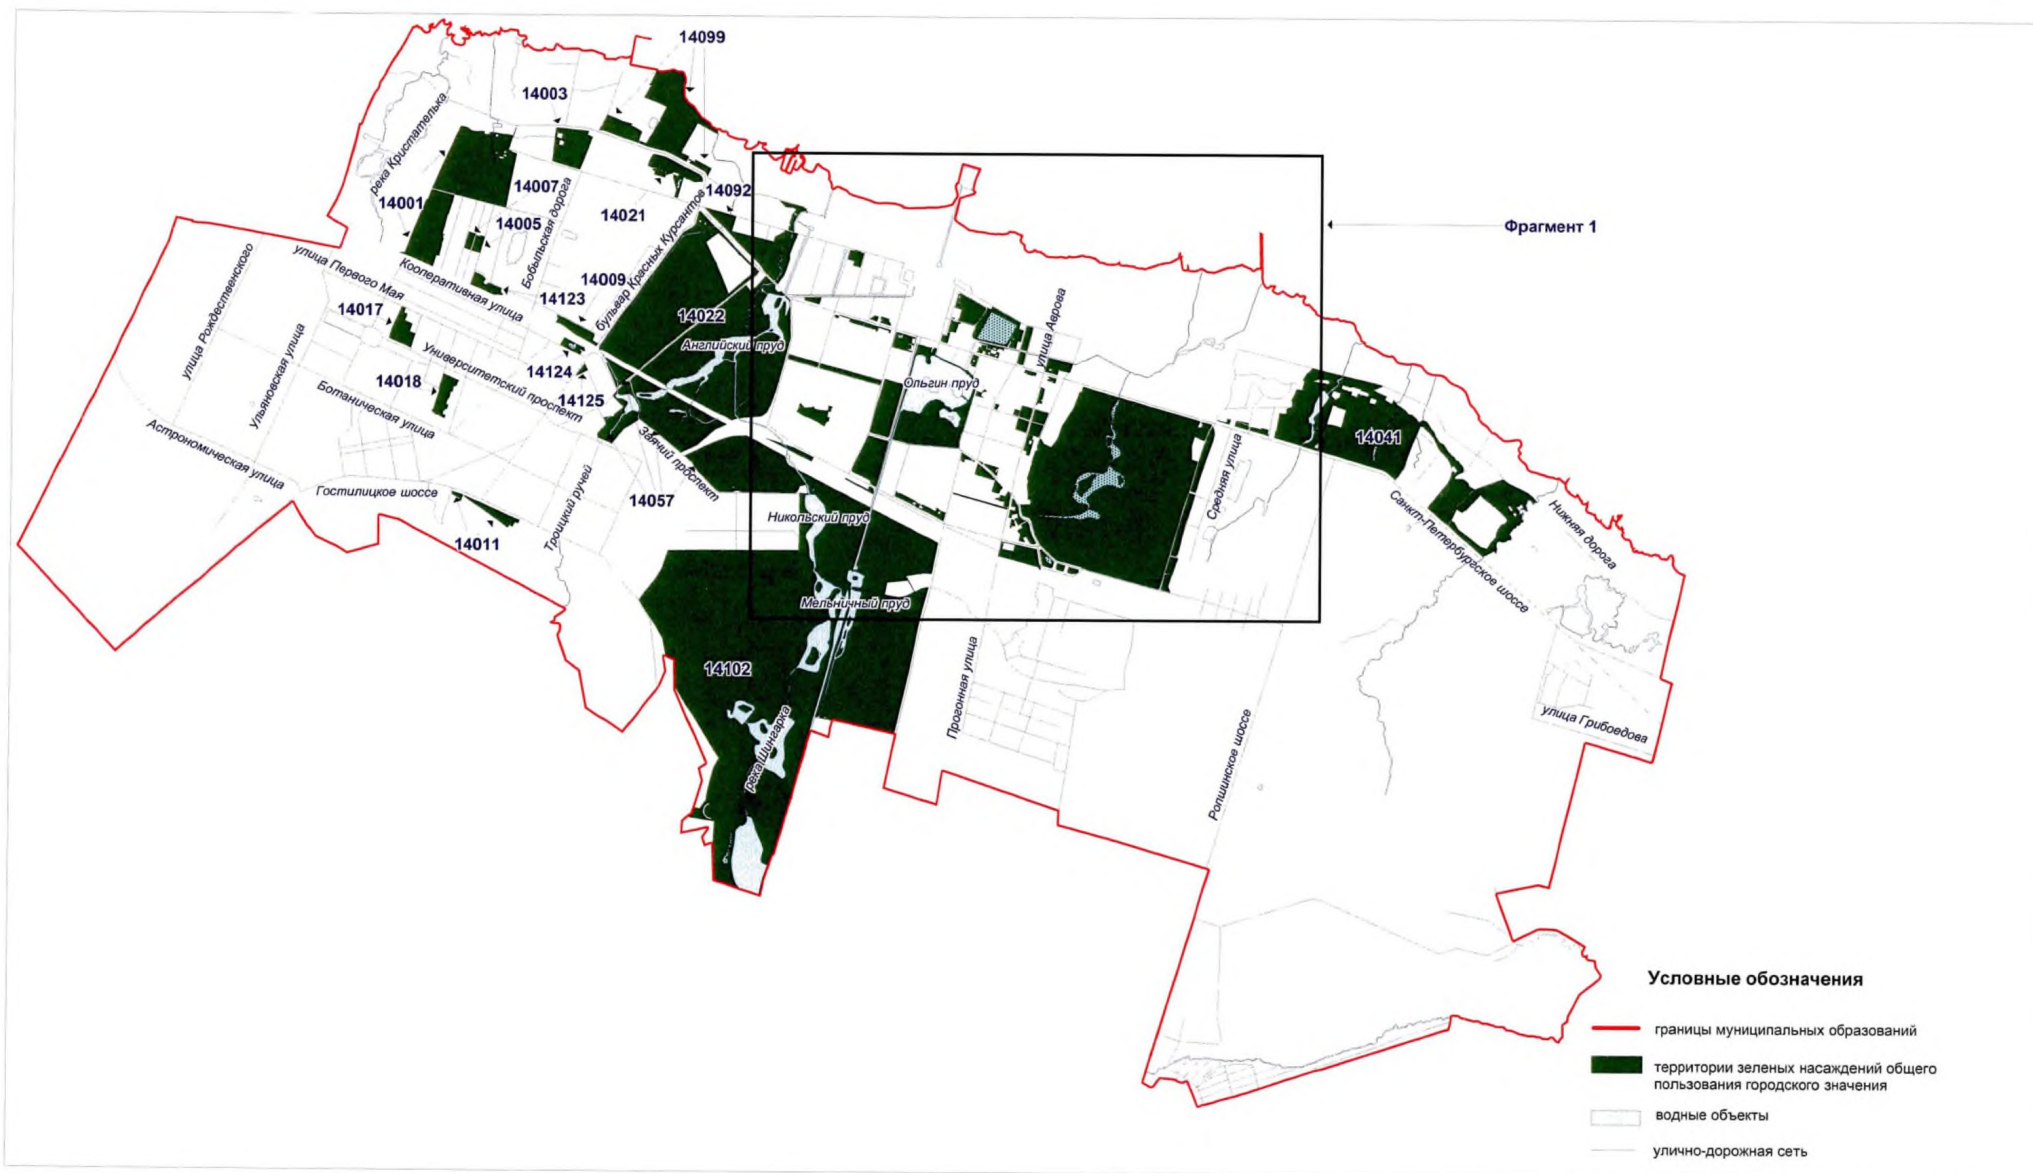 14099
14003
река Кристателька
14007
14092
14001
14005
14021
Бобыльская дорога
бульвар Красных Курсантов
Фрагмент 1
улица Рождественского
улица Первого Мая
Кооперативная улица
14009
14123
14017
14022
Английский пруд
улица Аврора
Ульяновская улица
Университетский проспект
14124
14018
14125
Ботаническая улица
Ольгин пруд
Астрономическая улица
Заячий проспект
14041
Средняя улица
Гостилицкое шоссе
14057
Троицкий ручей
Никольский пруд
Санкт-Петербургское шоссе
Нижняя дорога
14011
Мельничный пруд
14102
река Шингарка
Прогонная улица
Ропшинское шоссе
улица Грибоедова
Условные обозначения
границы муниципальных образований
территории зеленых насаждений общего
пользования городского значения
водные объекты
улично-дорожная сеть